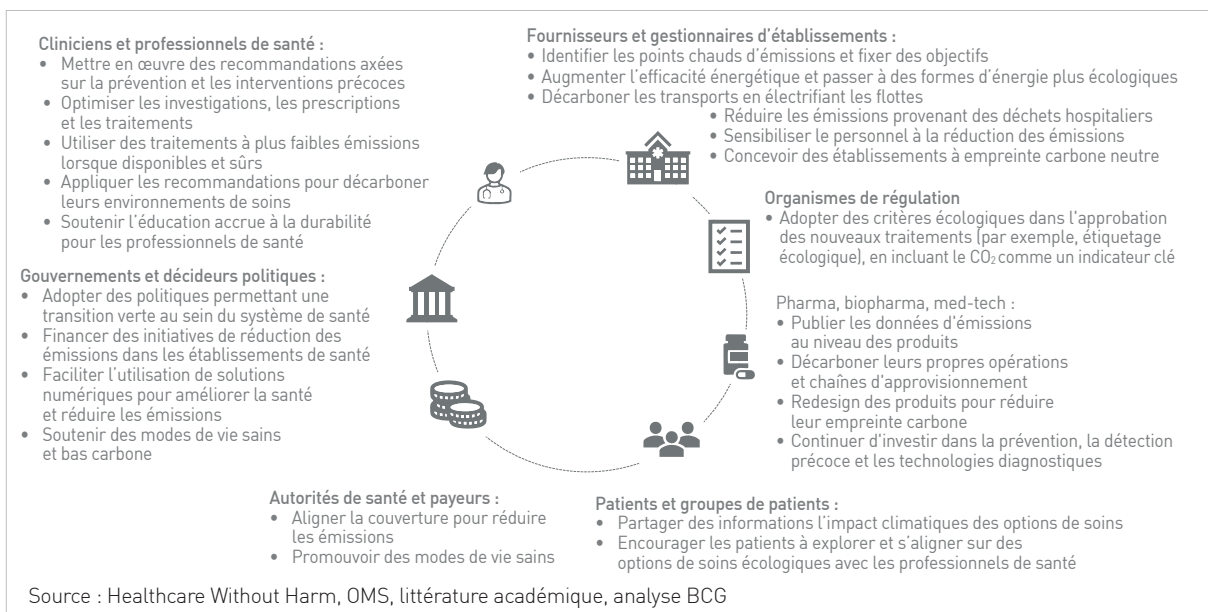 Cliniciens et professionnels de santé :
• Mettre en œuvre des recommandations axées
sur la prévention et les interventions précoces
• Optimiser les investigations, les prescriptions
et les traitements
• Utiliser des traitements à plus faibles émissions
lorsque disponibles et sûrs
• Appliquer les recommandations pour décarboner
leurs environnements de soins
• Soutenir l'éducation accrue à la durabilité
pour les professionnels de santé
Fournisseurs et gestionnaires d'établissements :
• Identifier les points chauds d'émissions et fixer des objectifs
• Augmenter l'efficacité énergétique et passer à des formes d'énergie plus écologiques
• Décarboner les transports en électrifiant les flottes
• Réduire les émissions provenant des déchets hospitaliers
• Sensibiliser le personnel à la réduction des émissions
• Concevoir des établissements à empreinte carbone neutre
Organismes de régulation
• Adopter des critères écologiques dans l'approbation
des nouveaux traitements (par exemple, étiquetage
écologique), en incluant le CO₂ comme un indicateur clé
Gouvernements et décideurs politiques :
• Adopter des politiques permettant une
transition verte au sein du système de santé
• Financer des initiatives de réduction des
émissions dans les établissements de santé
• Faciliter l'utilisation de solutions
numériques pour améliorer la santé
et réduire les émissions
• Soutenir des modes de vie sains
et bas carbone
Pharma, biopharma, med-tech :
• Publier les données d'émissions
au niveau des produits
• Décarboner leurs propres opérations
et chaînes d'approvisionnement
• Redesign des produits pour réduire
leur empreinte carbone
• Continuer d'investir dans la prévention, la détection
précoce et les technologies diagnostiques
Autorités de santé et payeurs :
• Aligner la couverture pour réduire
les émissions
• Promouvoir des modes de vie sains
Patients et groupes de patients :
• Partager des informations l'impact climatiques des options de soins
• Encourager les patients à explorer et s'aligner sur des
options de soins écologiques avec les professionnels de santé
Source : Healthcare Without Harm, OMS, littérature académique, analyse BCG